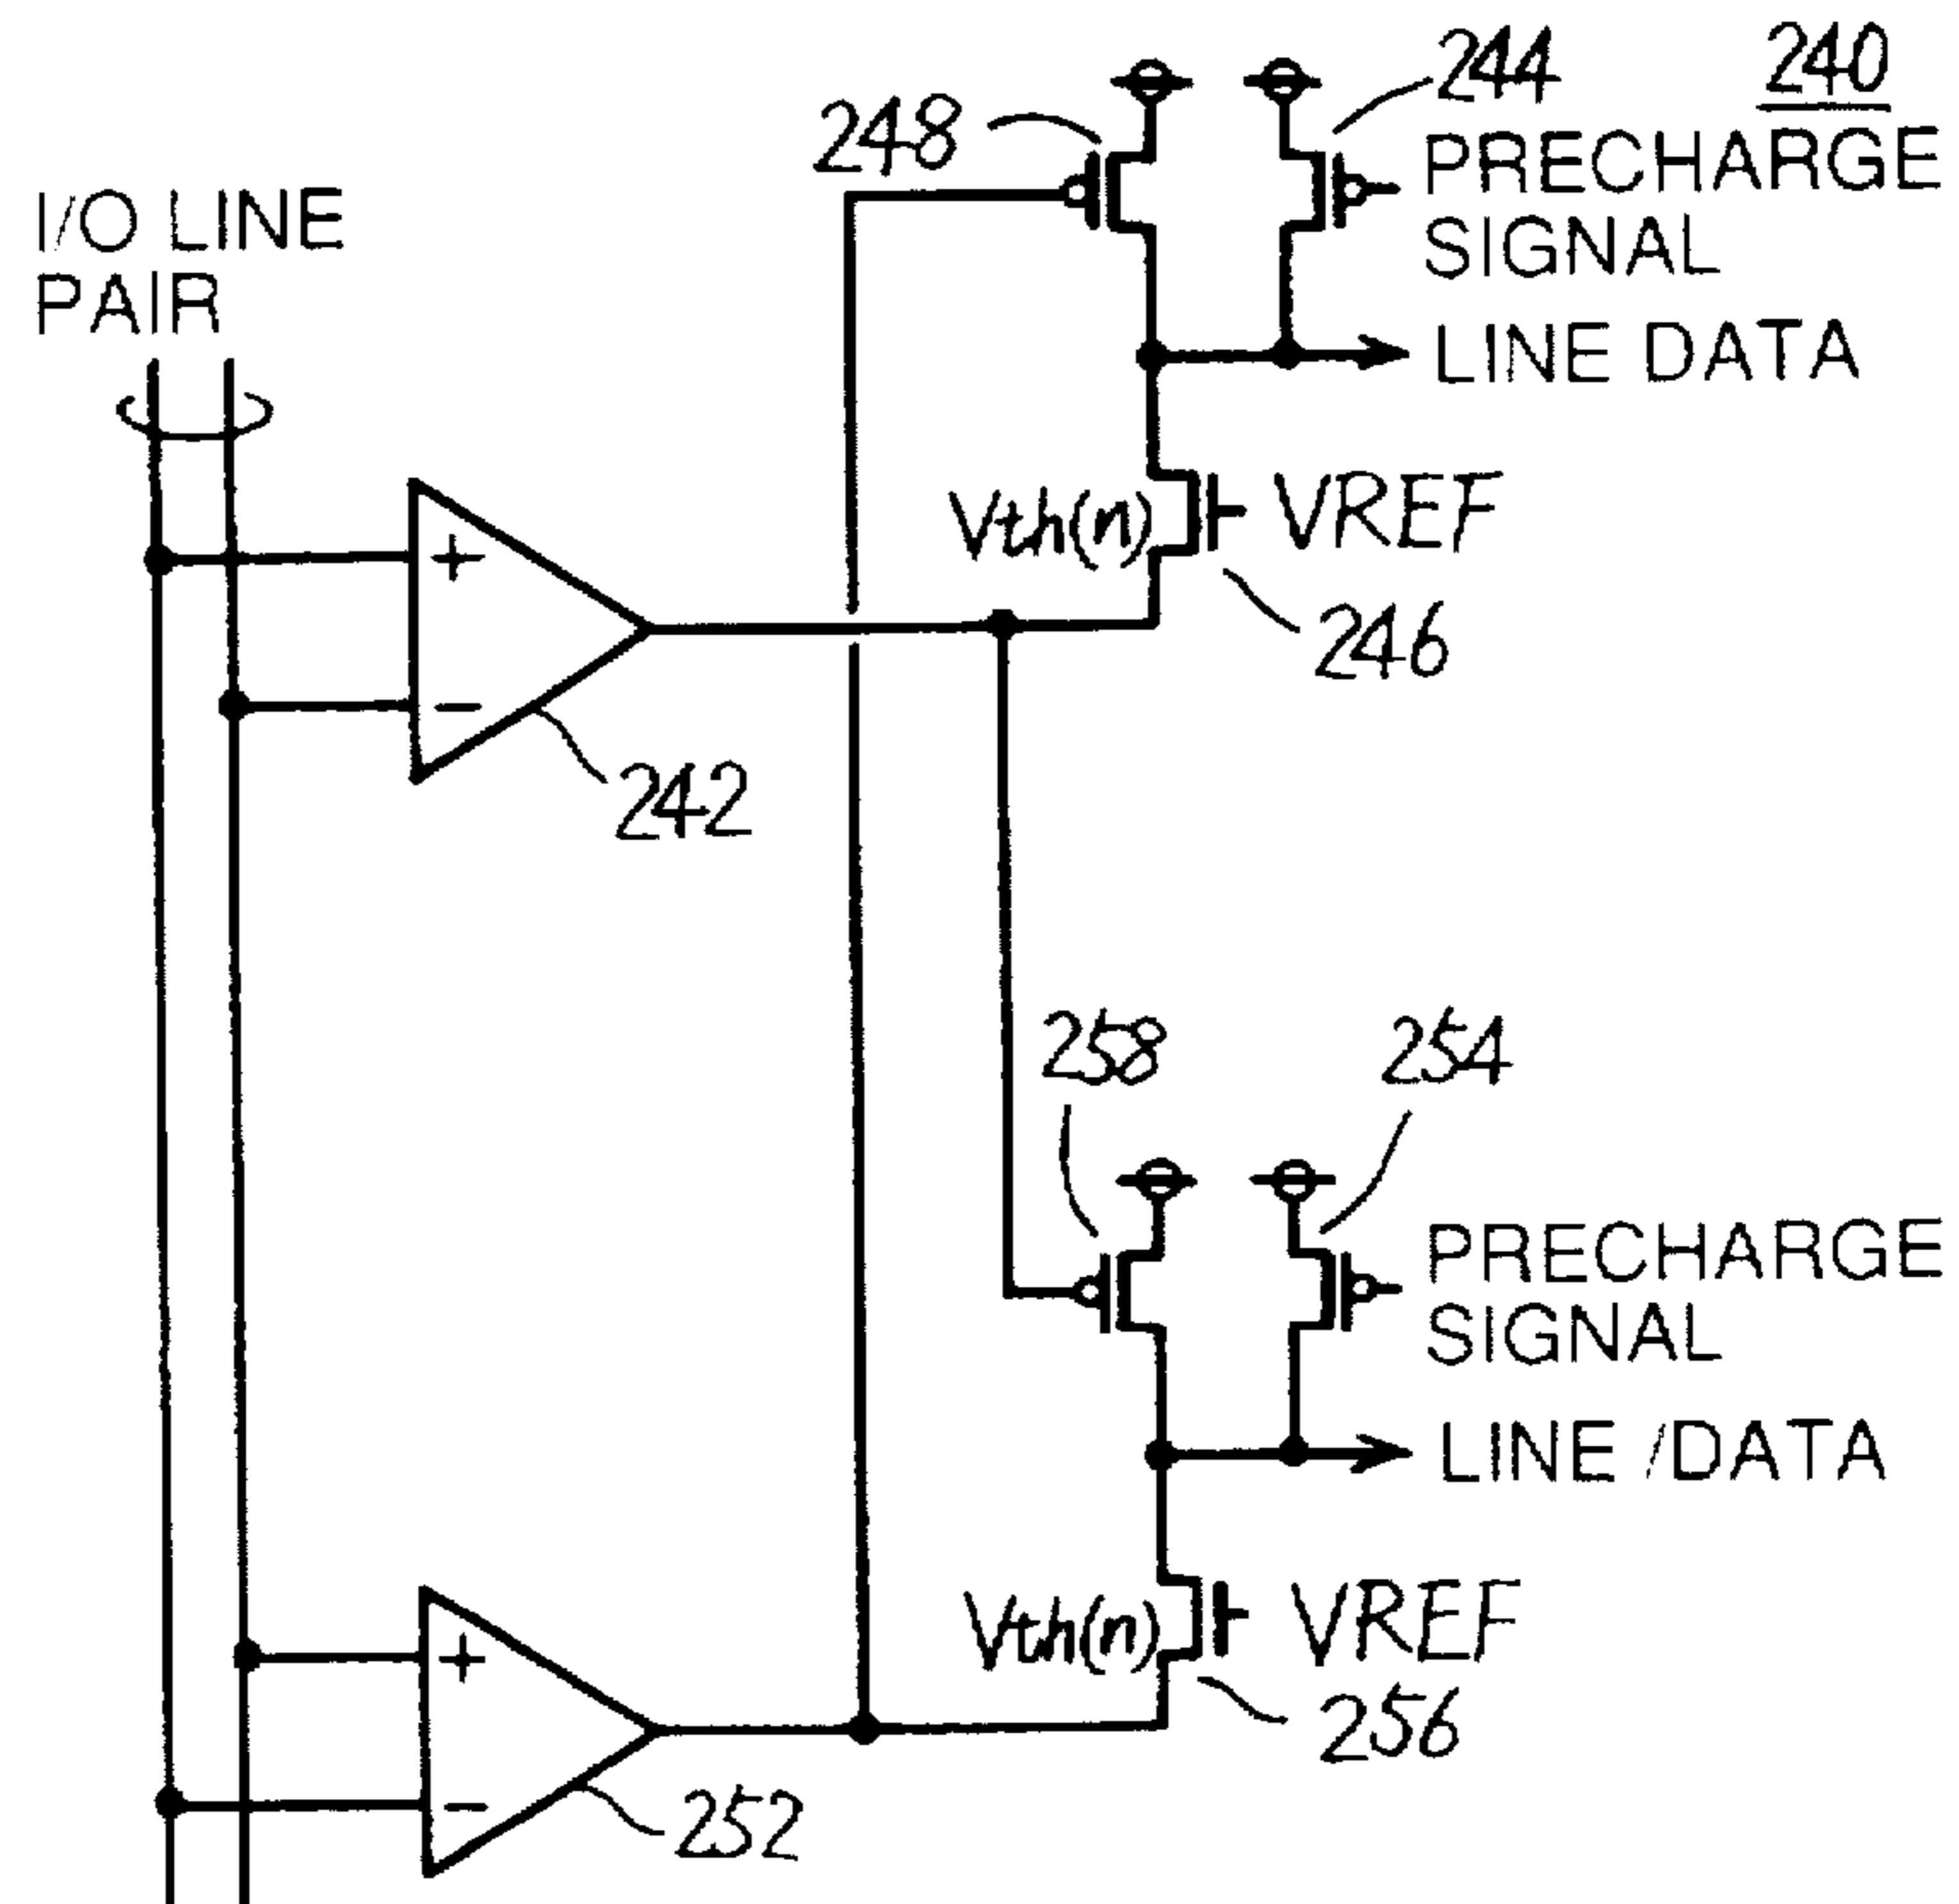 240
244
248
PRECHARGE
SIGNAL
I/O LINE
PAIR
LINE DATA
+
Vth(n)
VREF
246
−
242
258
254
PRECHARGE
SIGNAL
LINE /DATA
+
Vth(n)
VREF
256
−
252